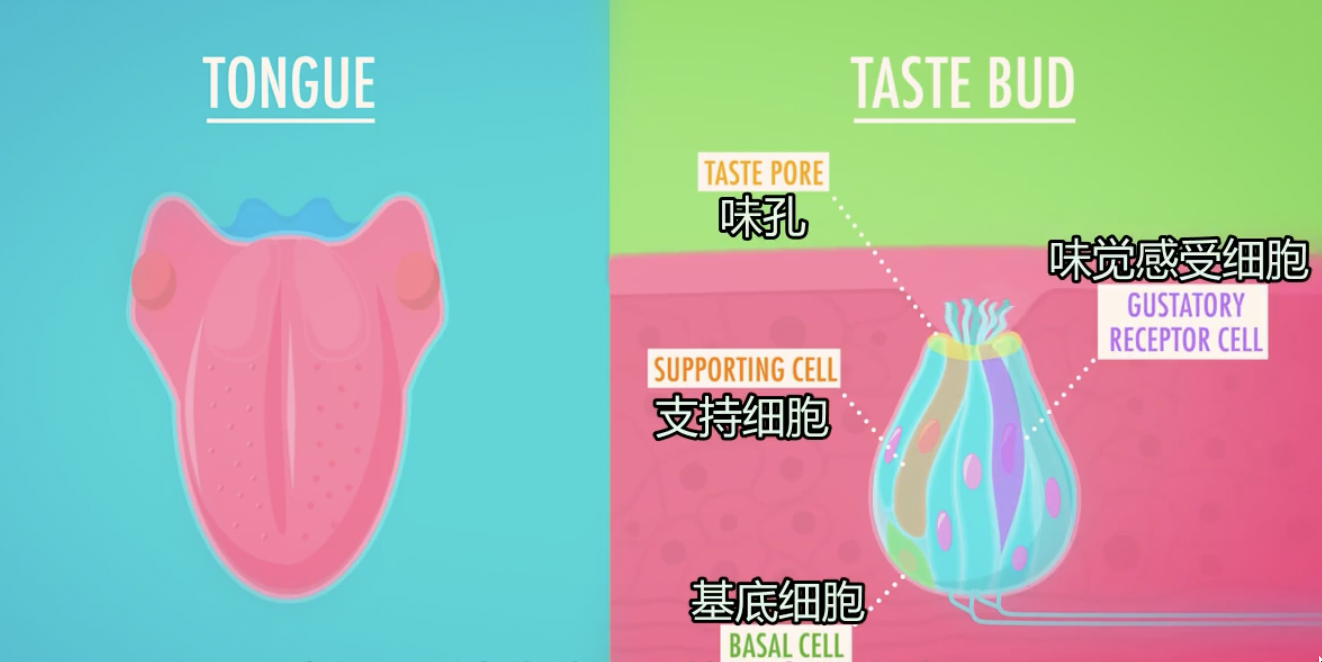 TONGUE
TASTE BUD
TASTE PORE
味孔
味觉感受细胞
GUSTATORY
RECEPTOR CELL
SUPPORTING CELL
支持细胞
基底细胞
BASAL CELL